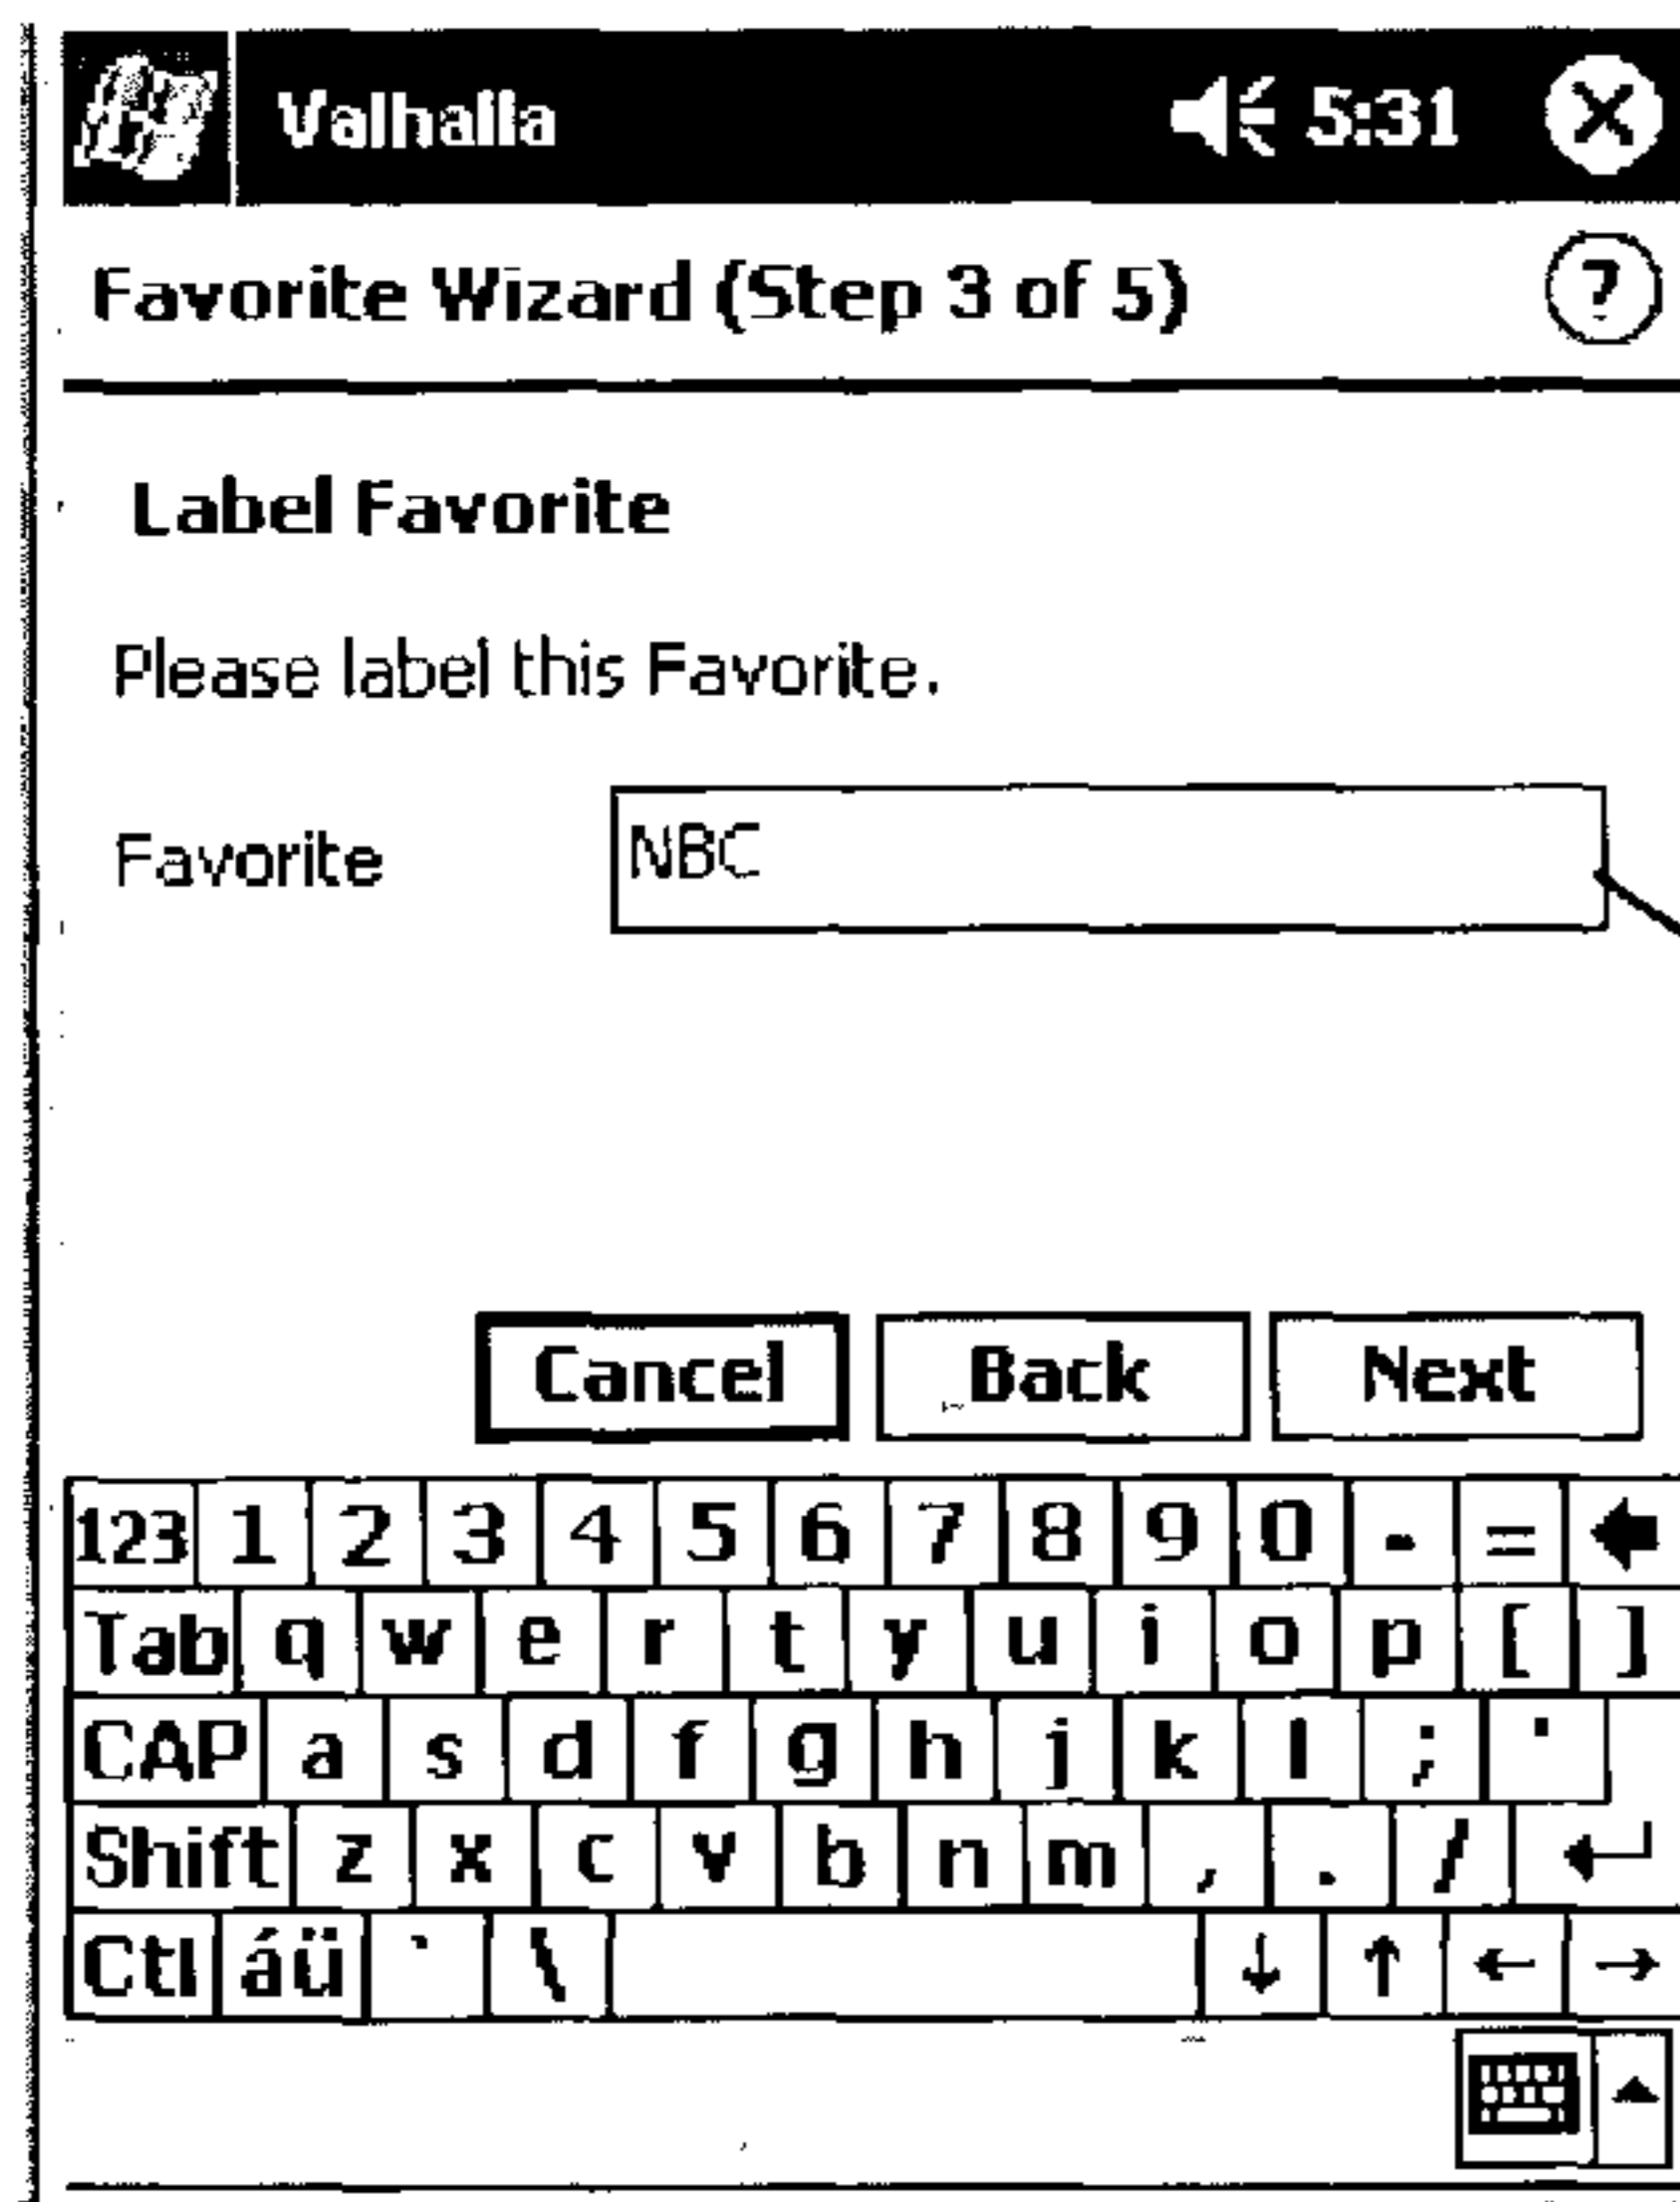 Valhalla 5:31
Favorite Wizard (Step 3 of 5) ?
Label Favorite
Please label this Favorite.
Favorite NBC
Cancel Back Next
123 1 2 3 4 5 6 7 8 9 0 - =
Tab q w e r t y u i o p [ ]
CAP a s d f g h j k l ; '
Shift z x c v b n m , . /
Ctl áü ` \ ↓ ↑ ← →